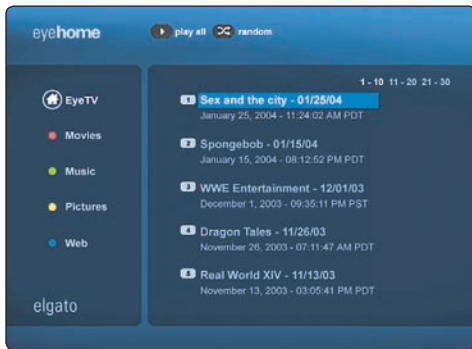 eyehome
play all random
1 - 10 11 - 20 21 - 30
EyeTV
Movies
Music
Pictures
Web
1 Sex and the city - 01/25/04
January 25, 2004 - 11:24:02 AM PDT
2 Spongebob - 01/15/04
January 15, 2004 - 08:12:52 PM PDT
3 WWE Entertainment - 12/01/03
December 1, 2003 - 09:35:11 PM PST
4 Dragon Tales - 11/26/03
November 26, 2003 - 07:11:47 AM PDT
5 Real World XIV - 11/13/03
November 13, 2003 - 03:05:41 PM PDT
elgato